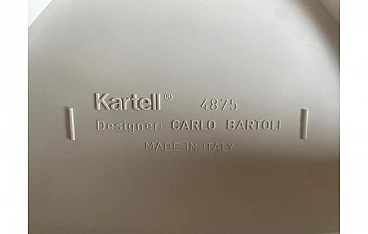 Kartell® 4875
Designer: CARLO BARTOLI
MADE IN ITALY